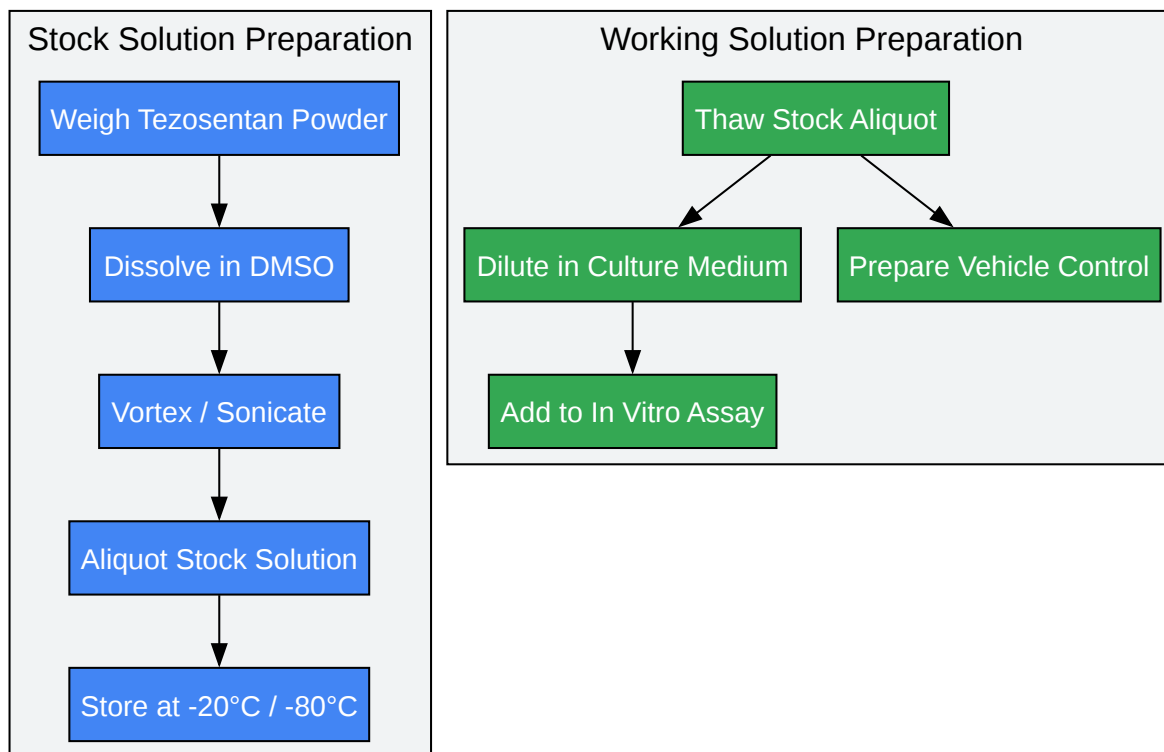 Stock Solution Preparation
Weigh Tezosentan Powder
Dissolve in DMSO
Vortex / Sonicate
Aliquot Stock Solution
Store at -20°C / -80°C
Working Solution Preparation
Thaw Stock Aliquot
Dilute in Culture Medium
Prepare Vehicle Control
Add to In Vitro Assay